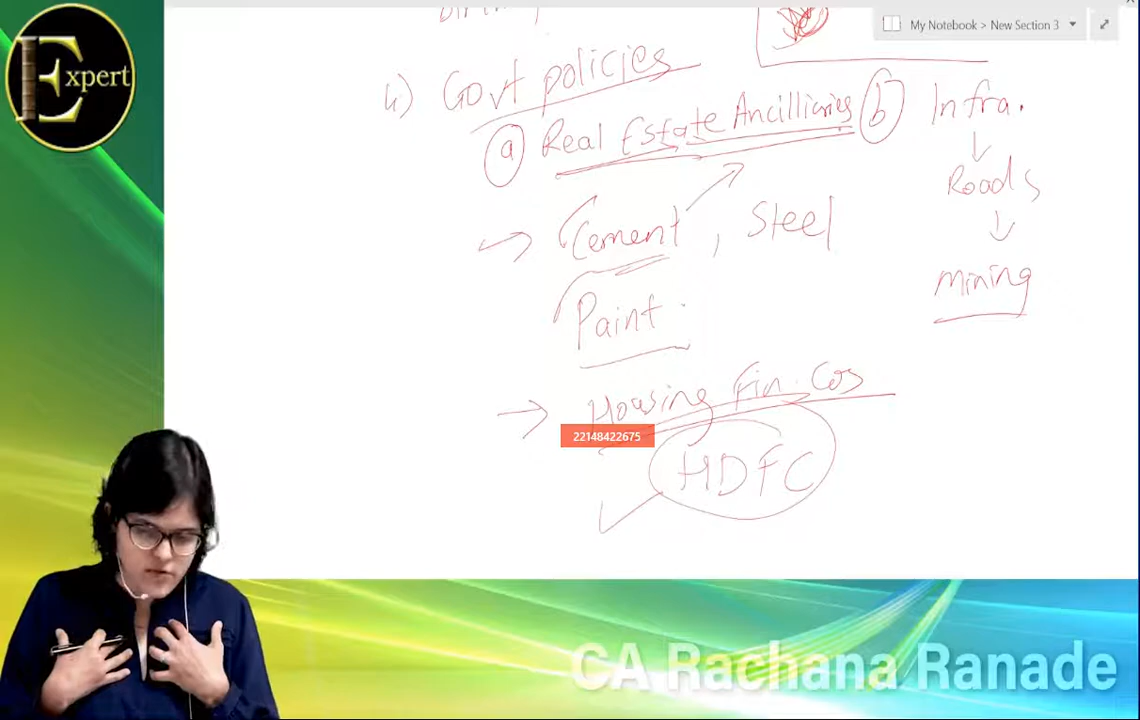 Expert
My Notebook > New Section 3
4) Govt policies
a Real Estate Ancilliaries
b Infra.
Roads
mining
Cement, Steel
Paint
Housing Fin. Cos
22148422675
HDFC
CA Rachana Ranade